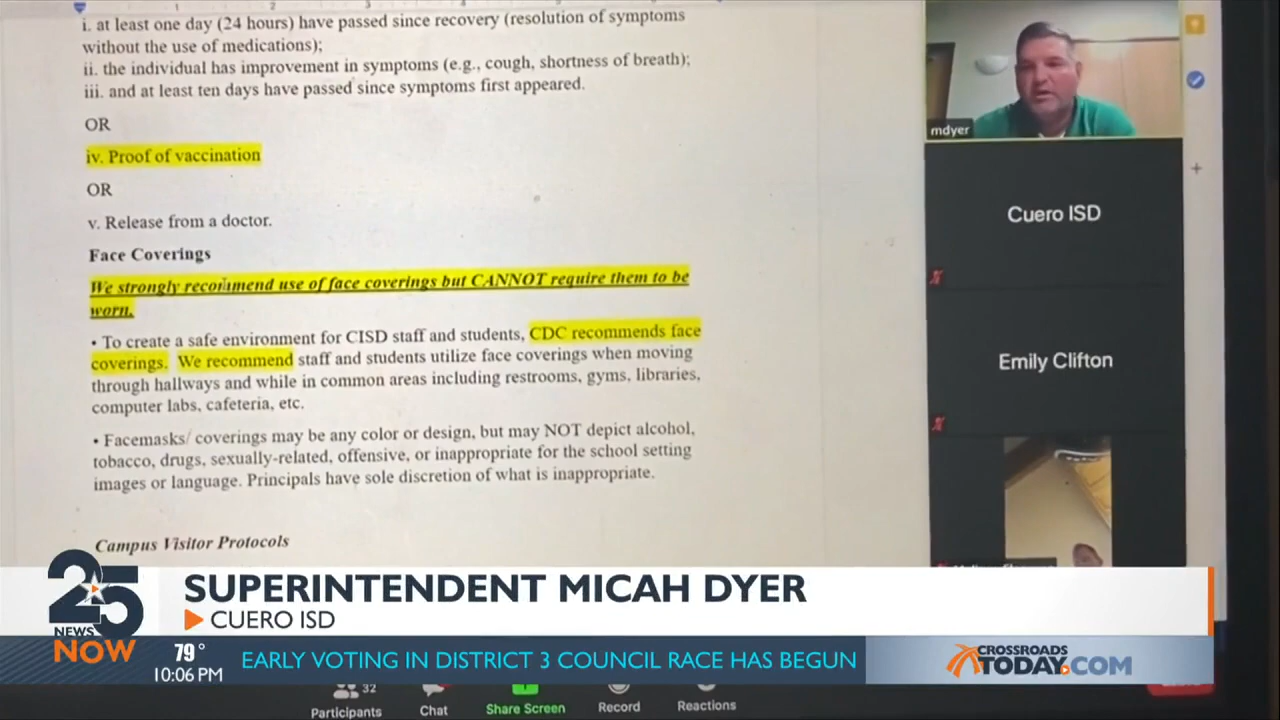 i. at least one day (24 hours) have passed since recovery (resolution of symptoms
without the use of medications);
ii. the individual has improvement in symptoms (e.g., cough, shortness of breath);
iii. and at least ten days have passed since symptoms first appeared.
OR
iv. Proof of vaccination
OR
v. Release from a doctor.
Face Coverings
We strongly recommend use of face coverings but CANNOT require them to be
worn.
• To create a safe environment for CISD staff and students, CDC recommends face
coverings. We recommend staff and students utilize face coverings when moving
through hallways and while in common areas including restrooms, gyms, libraries,
computer labs, cafeteria, etc.
• Facemasks/ coverings may be any color or design, but may NOT depict alcohol,
tobacco, drugs, sexually-related, offensive, or inappropriate for the school setting
images or language. Principals have sole discretion of what is inappropriate.
Campus Visitor Protocols
mdyer
Cuero ISD
Emily Clifton
25
NEWS
NOW
SUPERINTENDENT MICAH DYER
CUERO ISD
79°
10:06 PM
EARLY VOTING IN DISTRICT 3 COUNCIL RACE HAS BEGUN
CROSSROADS
TODAY.COM
32
Participants
Chat
Share Screen
Record
Reactions